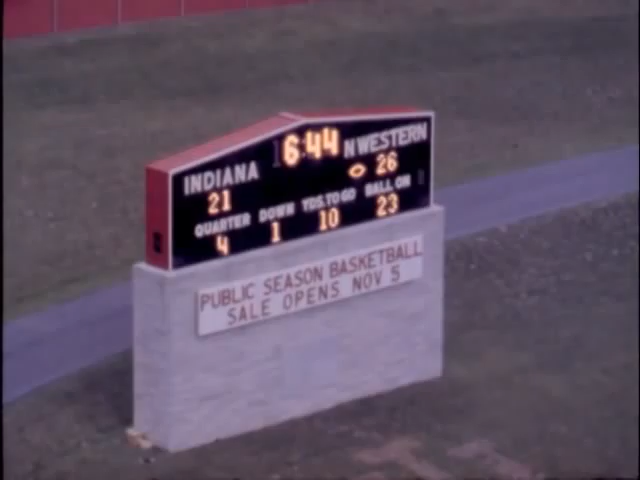 6:44
INDIANA N WESTERN
21 26
QUARTER DOWN YDS.TO GO BALL ON
4 1 10 23
PUBLIC SEASON BASKETBALL
SALE OPENS NOV 5